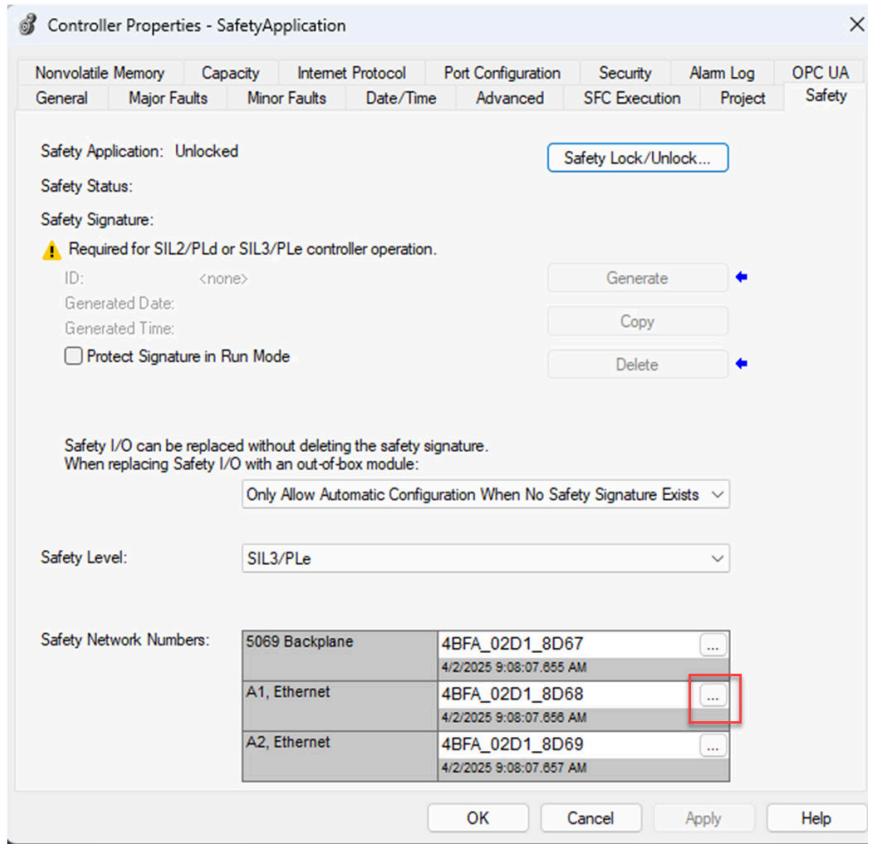 Controller Properties - SafetyApplication
Nonvolatile Memory Capacity Internet Protocol Port Configuration Security Alarm Log OPC UA
General Major Faults Minor Faults Date/Time Advanced SFC Execution Project Safety
Safety Application: Unlocked Safety Lock/Unlock...
Safety Status:
Safety Signature:
Required for SIL2/PLd or SIL3/PLe controller operation.
ID: <none> Generate
Generated Date:
Generated Time: Copy
Protect Signature in Run Mode Delete
Safety I/O can be replaced without deleting the safety signature.
When replacing Safety I/O with an out-of-box module:
Only Allow Automatic Configuration When No Safety Signature Exists
Safety Level: SIL3/PLe
Safety Network Numbers: 5069 Backplane 4BFA_02D1_8D67 ...
4/2/2025 9:08:07.655 AM
A1, Ethernet 4BFA_02D1_8D68 ...
4/2/2025 9:08:07.656 AM
A2, Ethernet 4BFA_02D1_8D69 ...
4/2/2025 9:08:07.657 AM
OK Cancel Apply Help